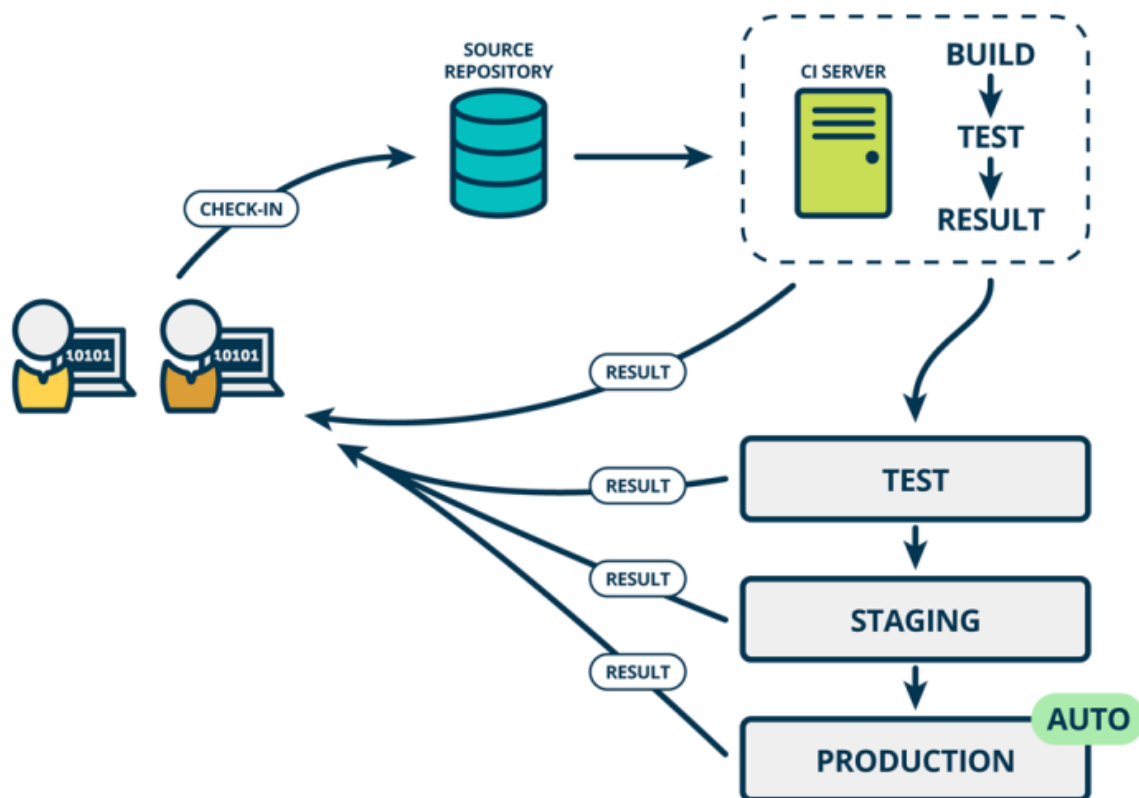 SOURCE
REPOSITORY
CI SERVER
BUILD
TEST
RESULT
CHECK-IN
10101
10101
RESULT
TEST
RESULT
STAGING
RESULT
PRODUCTION
AUTO
RESULT